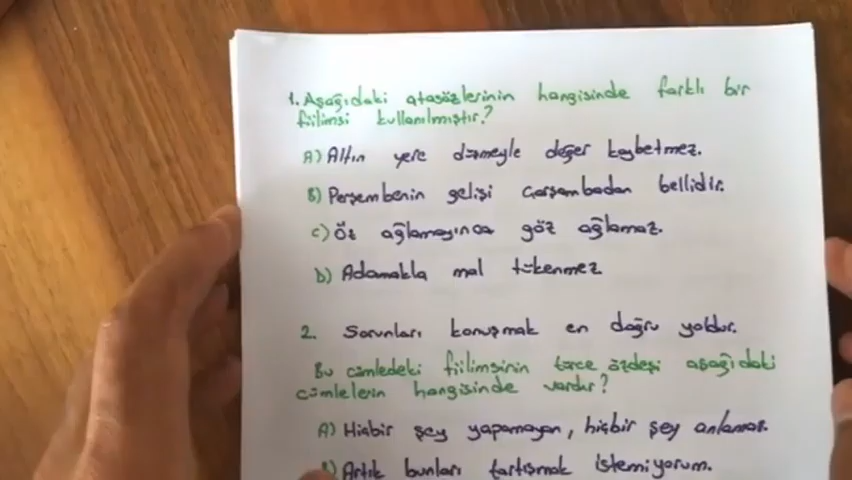 1. Aşağıdaki atasözlerinin hangisinde farklı bir
fiilimsi kullanılmıştır?
A) Altın yere düşmeyle değer kaybetmez.
B) Perşembenin gelişi çarşambadan bellidir.
C) Öz ağlamayınca göz ağlamaz.
D) Adamakla mal tükenmez.
2. Sorunları konuşmak en doğru yoldur.
Bu cümledeki fiilimsinin türce özdeşi aşağıdaki
cümlelerin hangisinde vardır?
A) Hiçbir şey yapamayan, hiçbir şey anlamaz.
B) Artık bunları tartışmak istemiyorum.